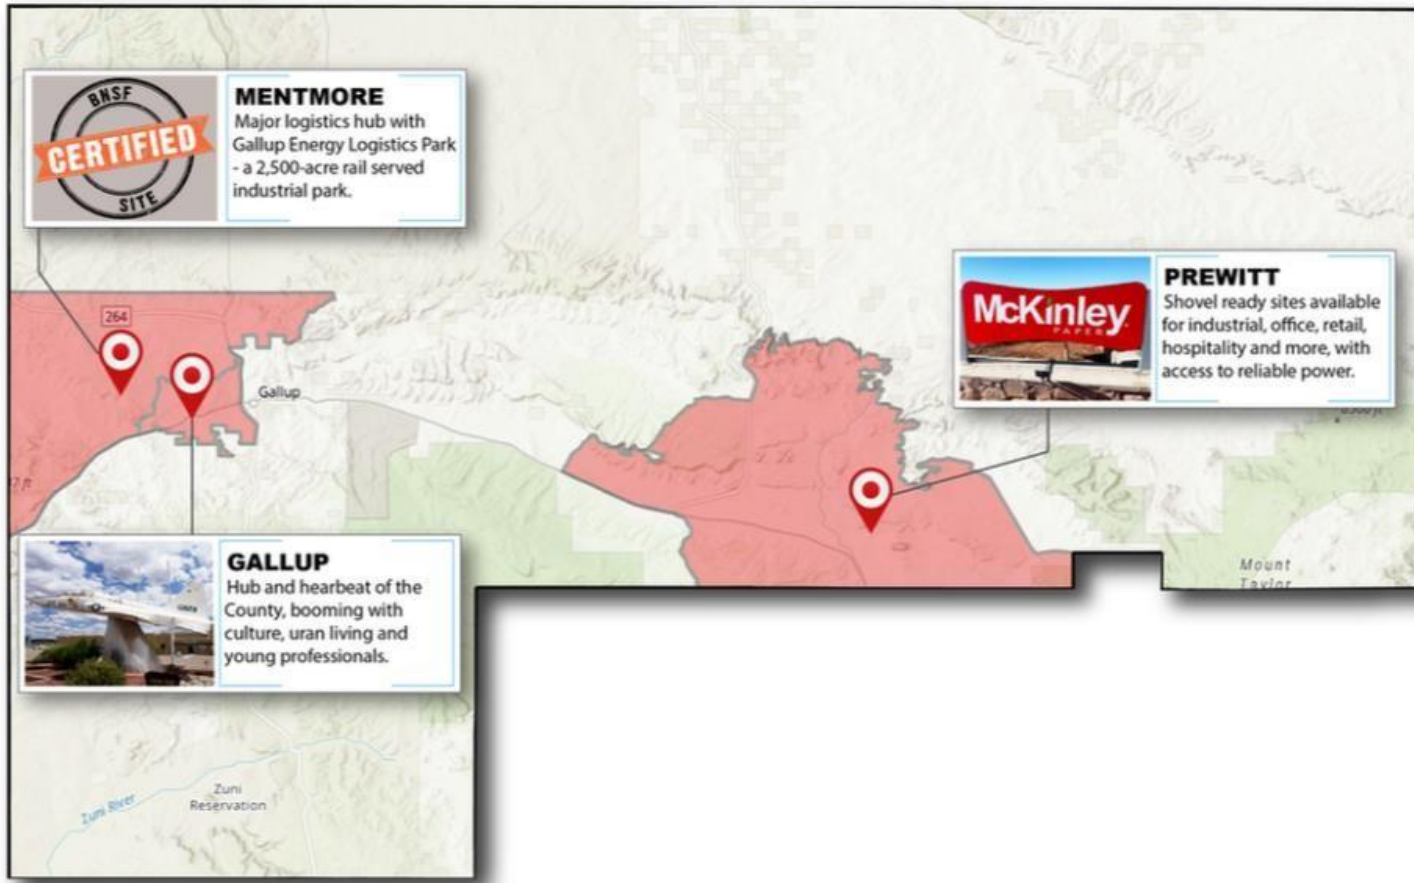 BNSF
CERTIFIED
SITE
MENTMORE
Major logistics hub with
Gallup Energy Logistics Park
- a 2,500-acre rail served
industrial park.
McKinley
PAPER
PREWITT
Shovel ready sites available
for industrial, office, retail,
hospitality and more, with
access to reliable power.
264
Gallup
GALLUP
Hub and hearbeat of the
County, booming with
culture, uran living and
young professionals.
Mount
Taylor
Zuni River
Zuni
Reservation